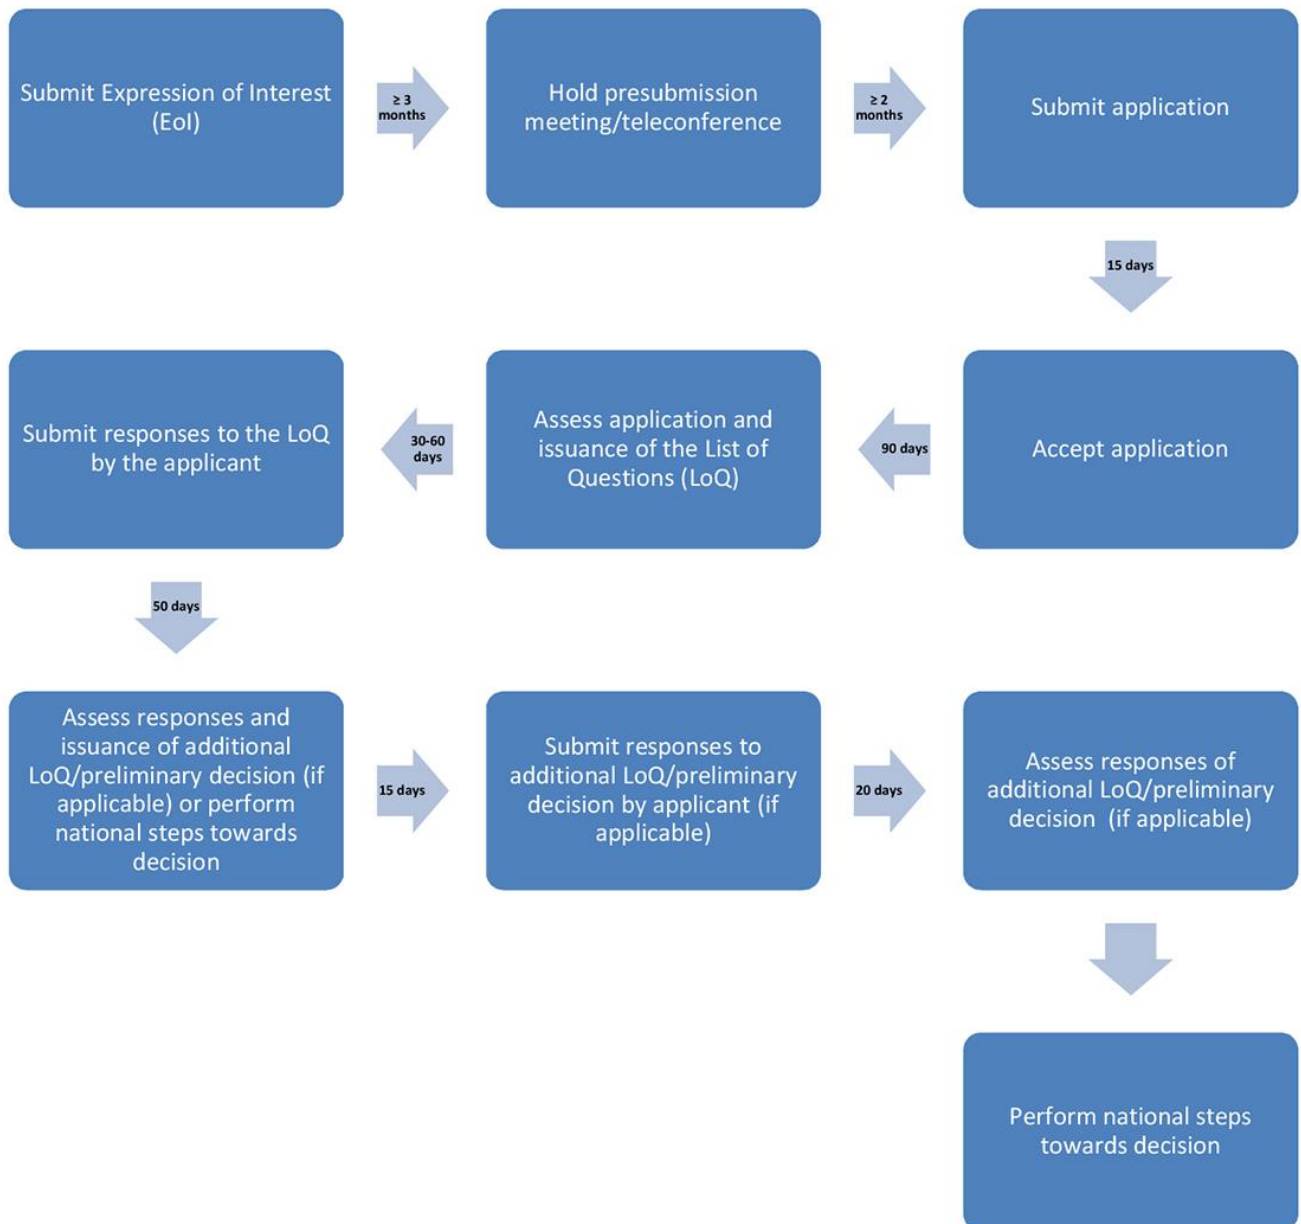 Submit Expression of Interest
(EoI)
≥ 3
months
Hold presubmission
meeting/teleconference
≥ 2
months
Submit application
15 days
Accept application
90 days
Assess application and
issuance of the List of
Questions (LoQ)
30-60
days
Submit responses to the LoQ
by the applicant
50 days
Assess responses and
issuance of additional
LoQ/preliminary decision (if
applicable) or perform
national steps towards
decision
15 days
Submit responses to
additional LoQ/preliminary
decision by applicant (if
applicable)
20 days
Assess responses of
additional LoQ/preliminary
decision (if applicable)
Perform national steps
towards decision